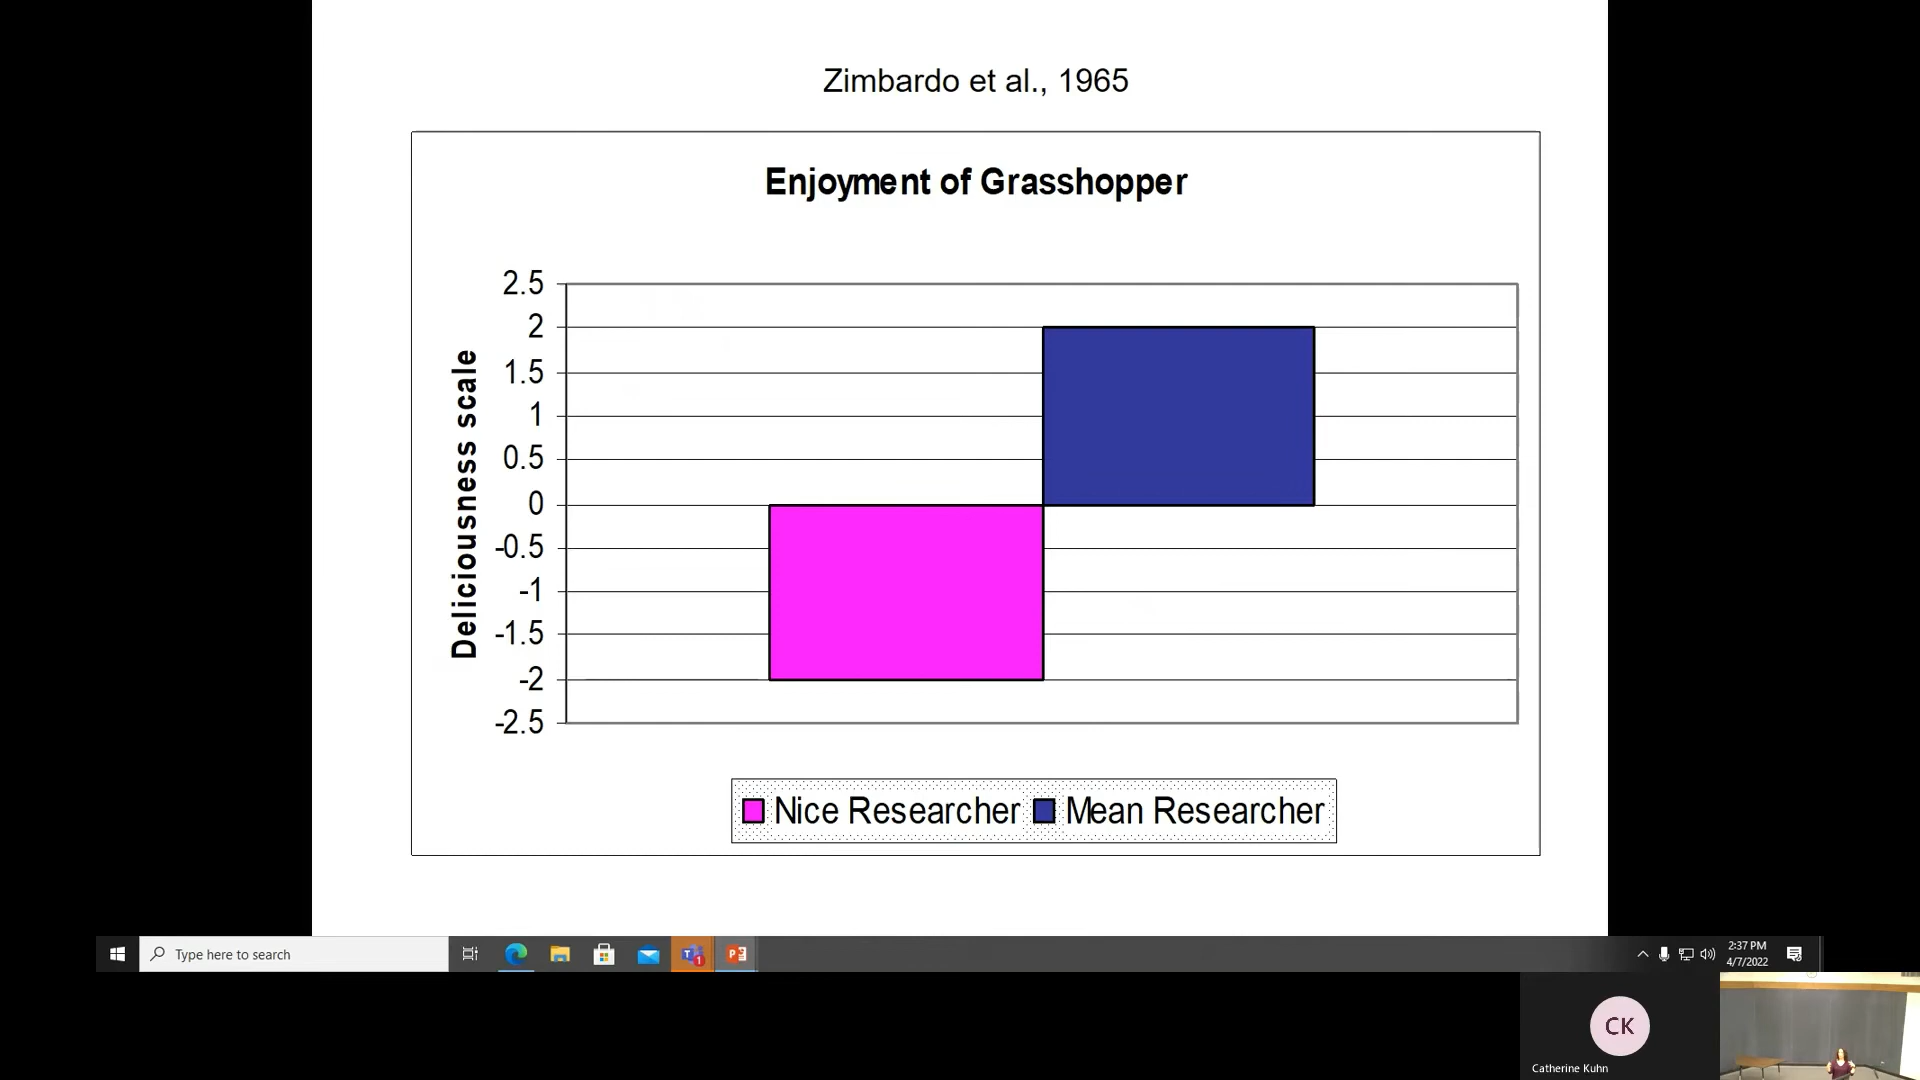 Zimbardo et al., 1965
Enjoyment of Grasshopper
Deliciousness scale
2.5
2
1.5
1
0.5
0
-0.5
-1
-1.5
-2
-2.5
Nice Researcher Mean Researcher
Type here to search
T 1
P
2:37 PM
4/7/2022
CK
Catherine Kuhn